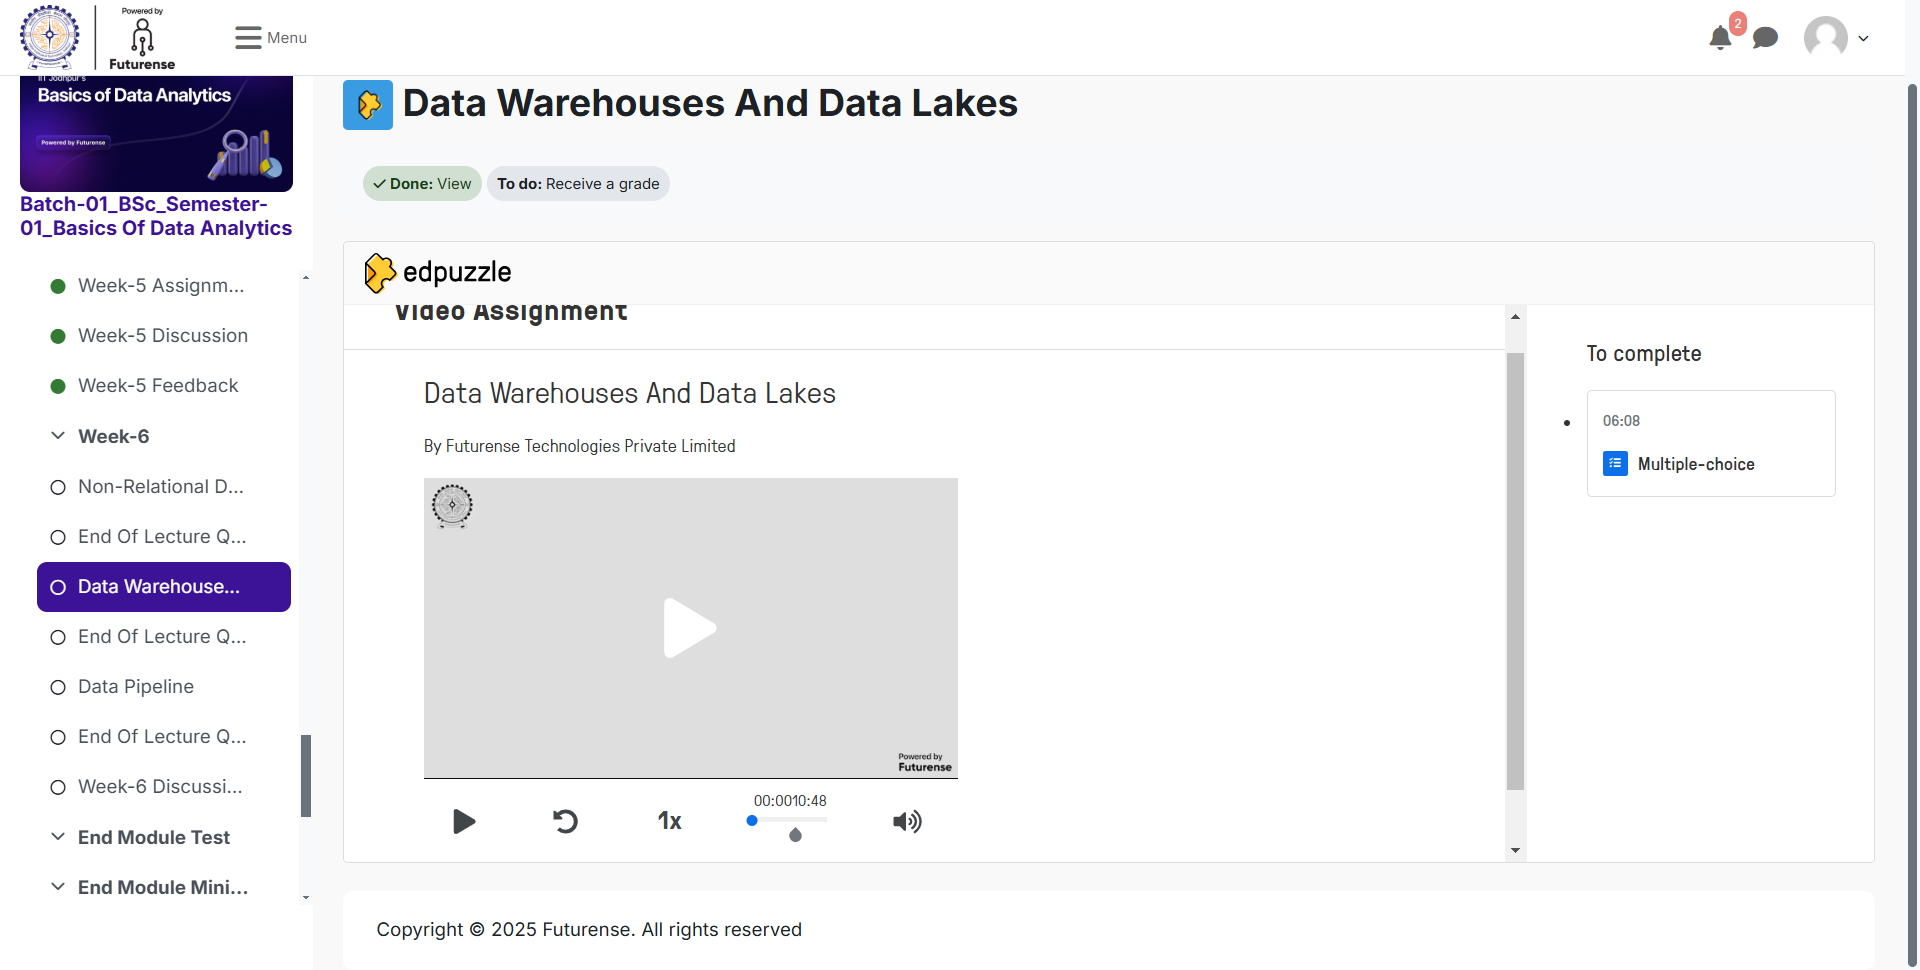 Powered by
Futurense
Menu
2
IIT Jodhpur's
Basics of Data Analytics
Powered by Futurense
Batch-01_BSc_Semester-
01_Basics Of Data Analytics
Week-5 Assignm...
Week-5 Discussion
Week-5 Feedback
Week-6
Non-Relational D...
End Of Lecture Q...
Data Warehouse...
End Of Lecture Q...
Data Pipeline
End Of Lecture Q...
Week-6 Discussi...
End Module Test
End Module Mini...
Data Warehouses And Data Lakes
Done: View
To do: Receive a grade
edpuzzle
Video Assignment
Data Warehouses And Data Lakes
By Futurense Technologies Private Limited
Powered by
Futurense
1x
00:0010:48
To complete
06:08
Multiple-choice
Copyright © 2025 Futurense. All rights reserved